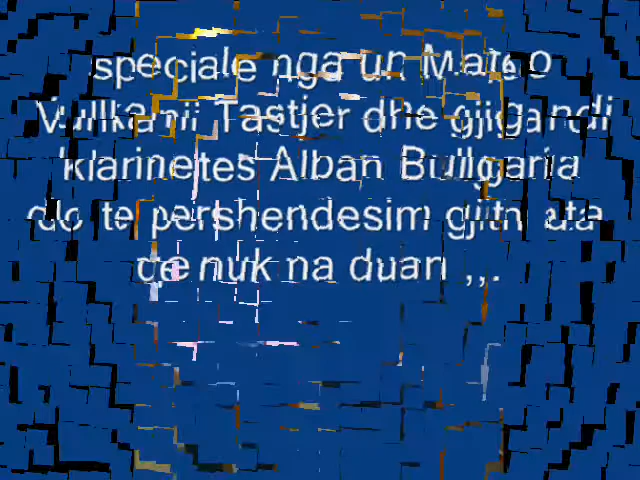 speciale nga un Mateo
Vullkani Tastjer dhe gjigandi
klarinetes Alban Bullgaria
do te pershendesim gjith ata
qe nuk na duan ,,.